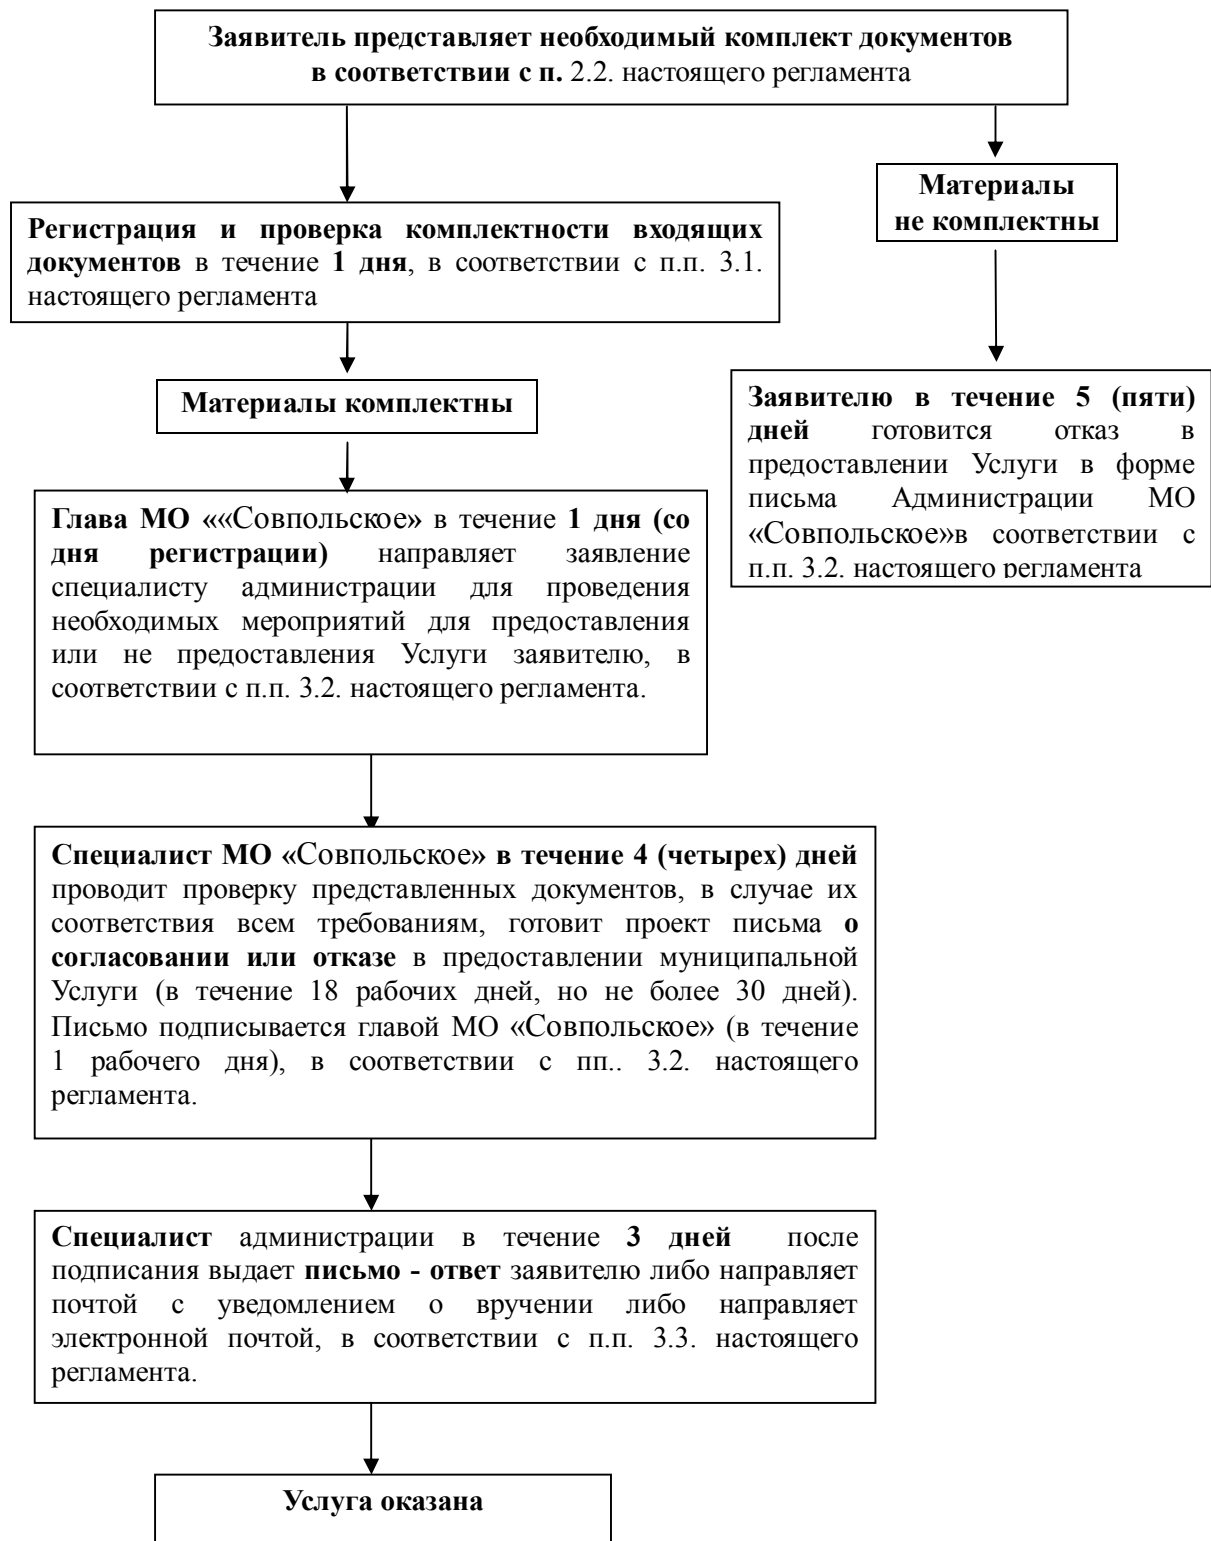 Заявитель представляет необходимый комплект документов
в соответствии с п. 2.2. настоящего регламента
Материалы
не комплектны
Регистрация и проверка комплектности входящих
документов в течение 1 дня, в соответствии с п.п. 3.1.
настоящего регламента
Материалы комплектны
Заявителю в течение 5 (пяти)
дней готовится отказ в
предоставлении Услуги в форме
письма Администрации МО
«Совпольское»в соответствии с
п.п. 3.2. настоящего регламента
Глава МО ««Совпольское» в течение 1 дня (со
дня регистрации) направляет заявление
специалисту администрации для проведения
необходимых мероприятий для предоставления
или не предоставления Услуги заявителю, в
соответствии с п.п. 3.2. настоящего регламента.
Специалист МО «Совпольское» в течение 4 (четырех) дней
проводит проверку представленных документов, в случае их
соответствия всем требованиям, готовит проект письма о
согласовании или отказе в предоставлении муниципальной
Услуги (в течение 18 рабочих дней, но не более 30 дней).
Письмо подписывается главой МО «Совпольское» (в течение
1 рабочего дня), в соответствии с пп.. 3.2. настоящего
регламента.
Специалист администрации в течение 3 дней после
подписания выдает письмо - ответ заявителю либо направляет
почтой с уведомлением о вручении либо направляет
электронной почтой, в соответствии с п.п. 3.3. настоящего
регламента.
Услуга оказана